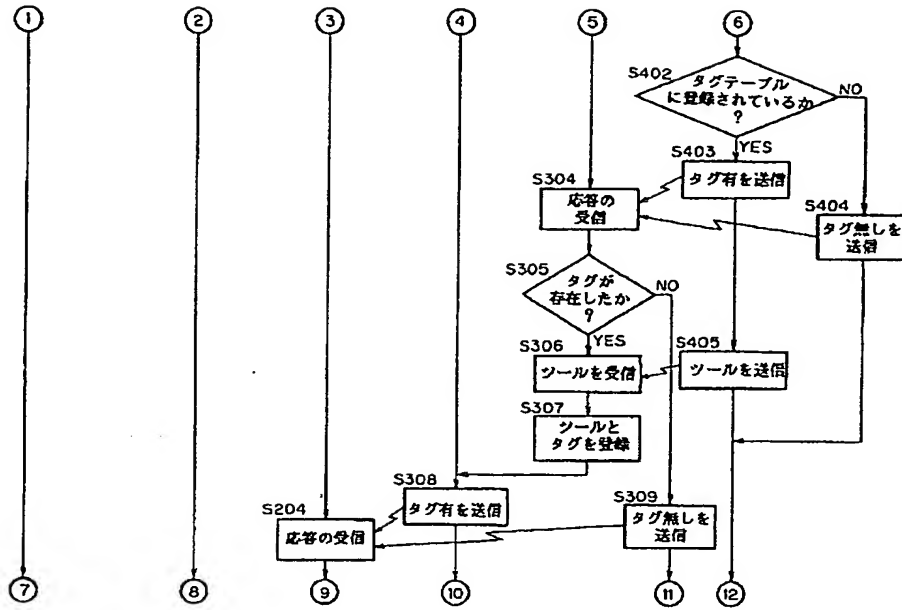 1
2
3
4
5
6
S402
タグテーブル
に登録されているか
?
NO
YES
S403
タグ有を送信
S304
応答の
受信
S404
タグ無しを
送信
S305
タグが
存在したか
?
NO
YES
S306
ツールを受信
S405
ツールを送信
S307
ツールと
タグを登録
S308
タグ有を送信
S309
タグ無しを
送信
S204
応答の受信
7
8
9
10
11
12